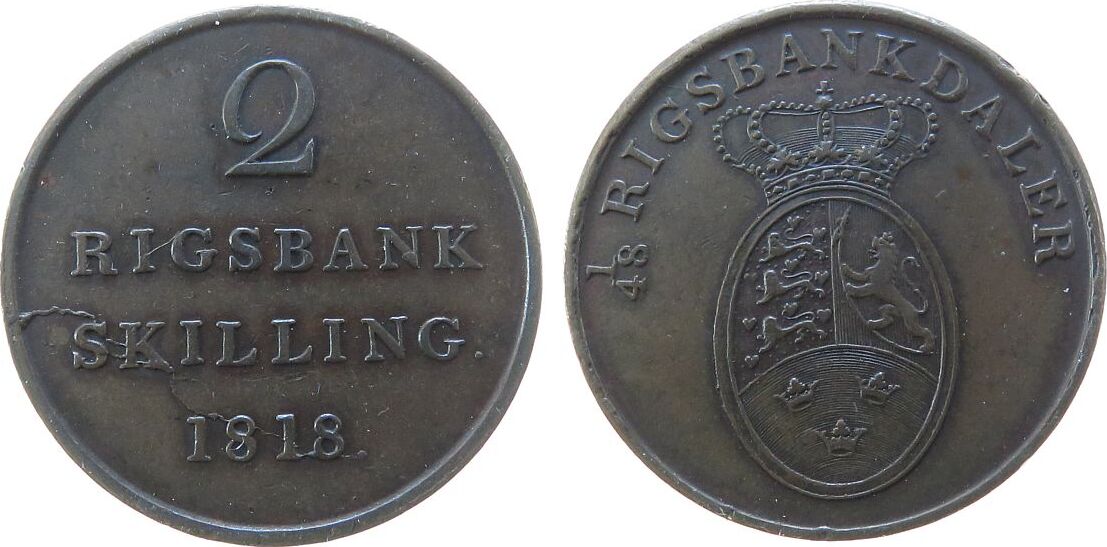 2
RIGSBANK
SKILLING.
1818.
1/48 RIGSBANKDALER